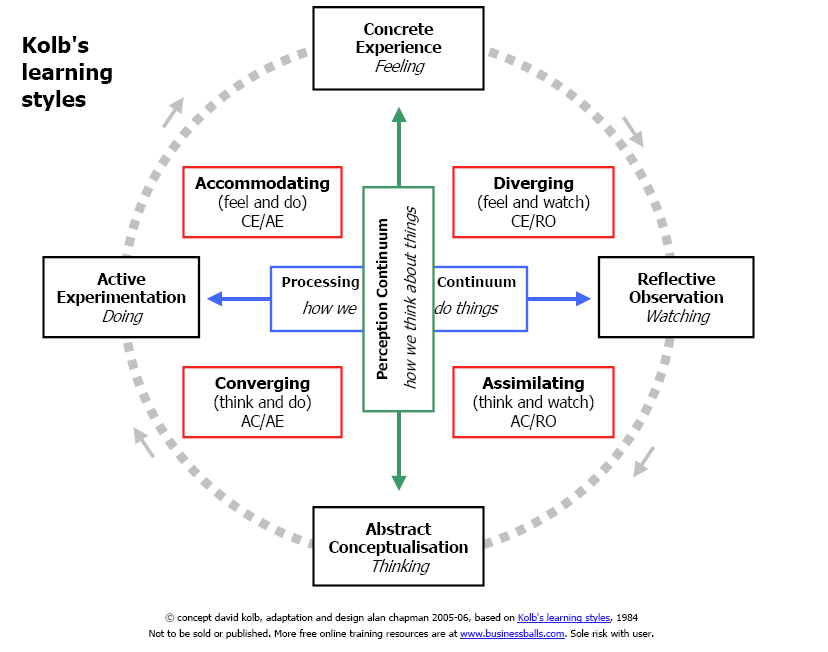 Kolb's
learning
styles
Concrete
Experience
Feeling
Accommodating
(feel and do)
CE/AE
Diverging
(feel and watch)
CE/RO
Active
Experimentation
Doing
Processing
how we
Perception Continuum
how we think about things
Continuum
do things
Reflective
Observation
Watching
Converging
(think and do)
AC/AE
Assimilating
(think and watch)
AC/RO
Abstract
Conceptualisation
Thinking
© concept david kolb, adaptation and design alan chapman 2005-06, based on Kolb's learning styles, 1984
Not to be sold or published. More free online training resources are at www.businessballs.com. Sole risk with user.